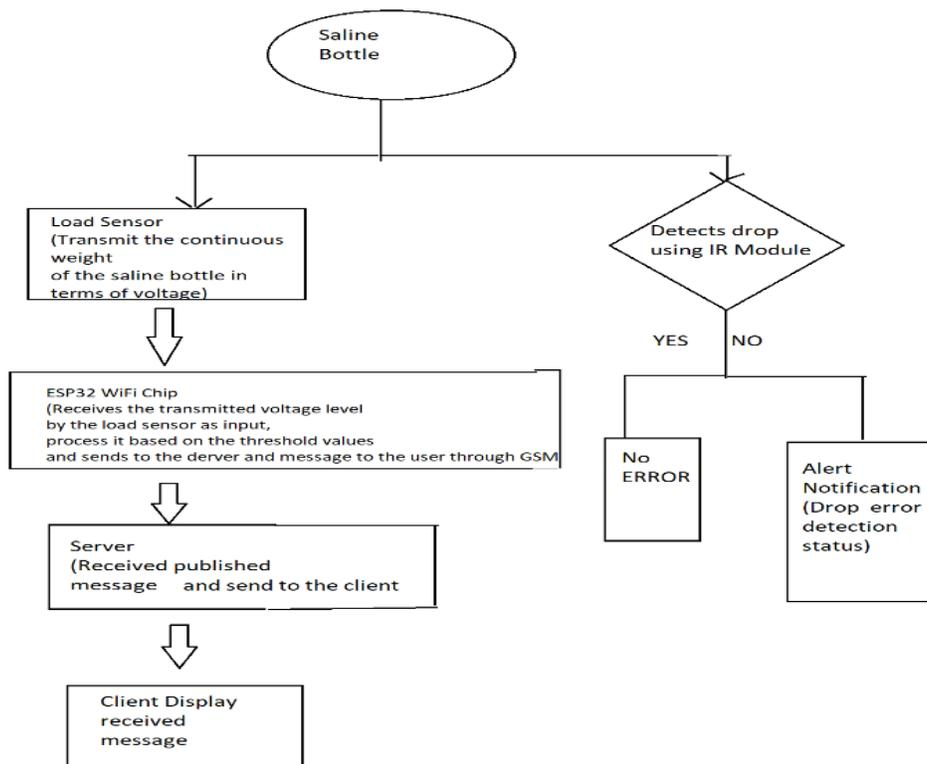 Saline
Bottle
Load Sensor
(Transmit the continuous
weight
of the saline bottle in
terms of voltage)
Detects drop
using IR Module
YES
NO
ESP32 WiFi Chip
(Receives the transmitted voltage level
by the load sensor as input,
process it based on the threshold values
and sends to the derver and message to the user through GSM
No
ERROR
Alert
Notification
(Drop error
detection
status)
Server
(Received published
message and send to the client
Client Display
received
message